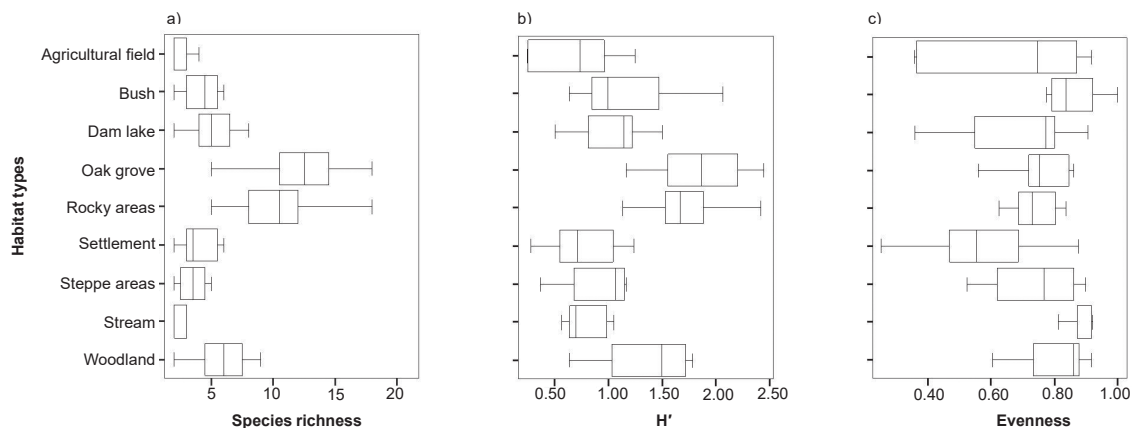 a)
b)
c)
Habitat types
Agricultural field
Bush
Dam lake
Oak grove
Rocky areas
Settlement
Steppe areas
Stream
Woodland
5 10 15 20
0.50 1.00 1.50 2.00 2.50
0.40 0.60 0.80 1.00
Species richness
H′
Evenness